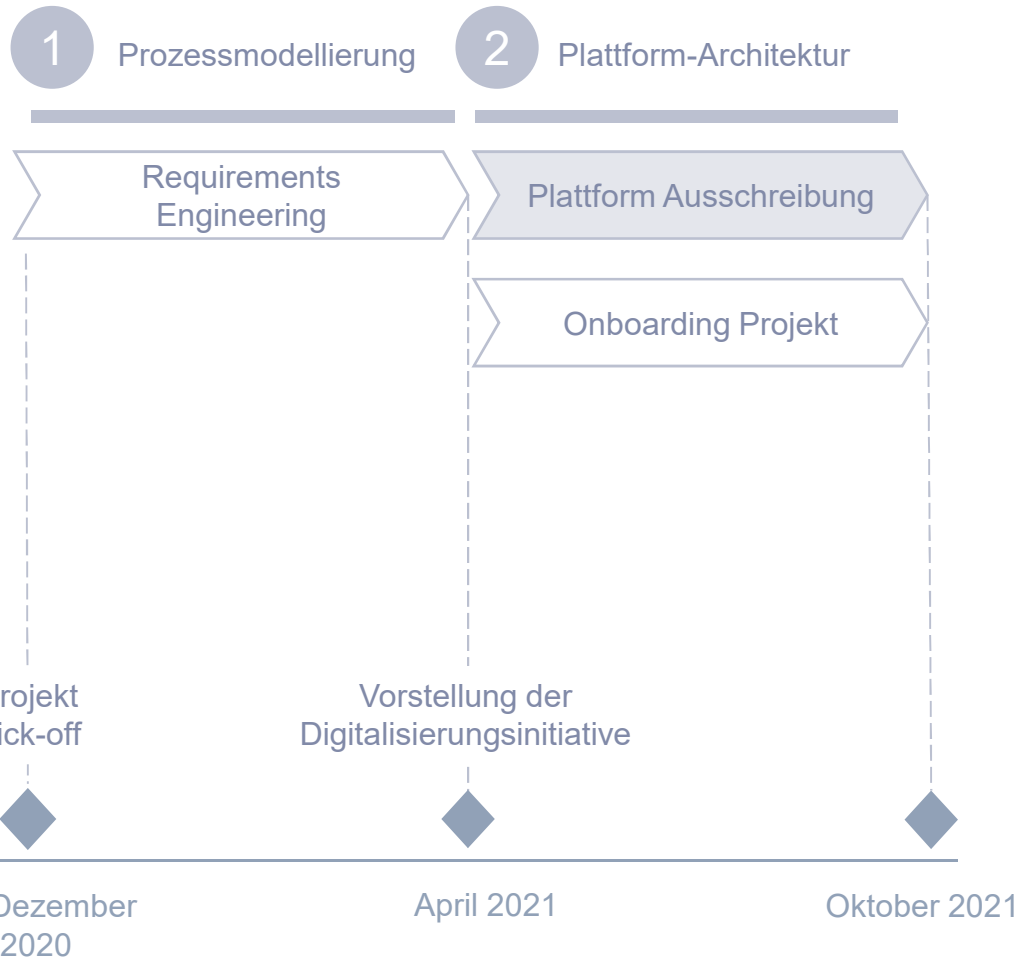 1
Prozessmodellierung
2
Plattform-Architektur
Requirements
Engineering
Plattform Ausschreibung
Onboarding Projekt
rojekt
ick-off
Vorstellung der
Digitalisierungsinitiative
Dezember
2020
April 2021
Oktober 2021